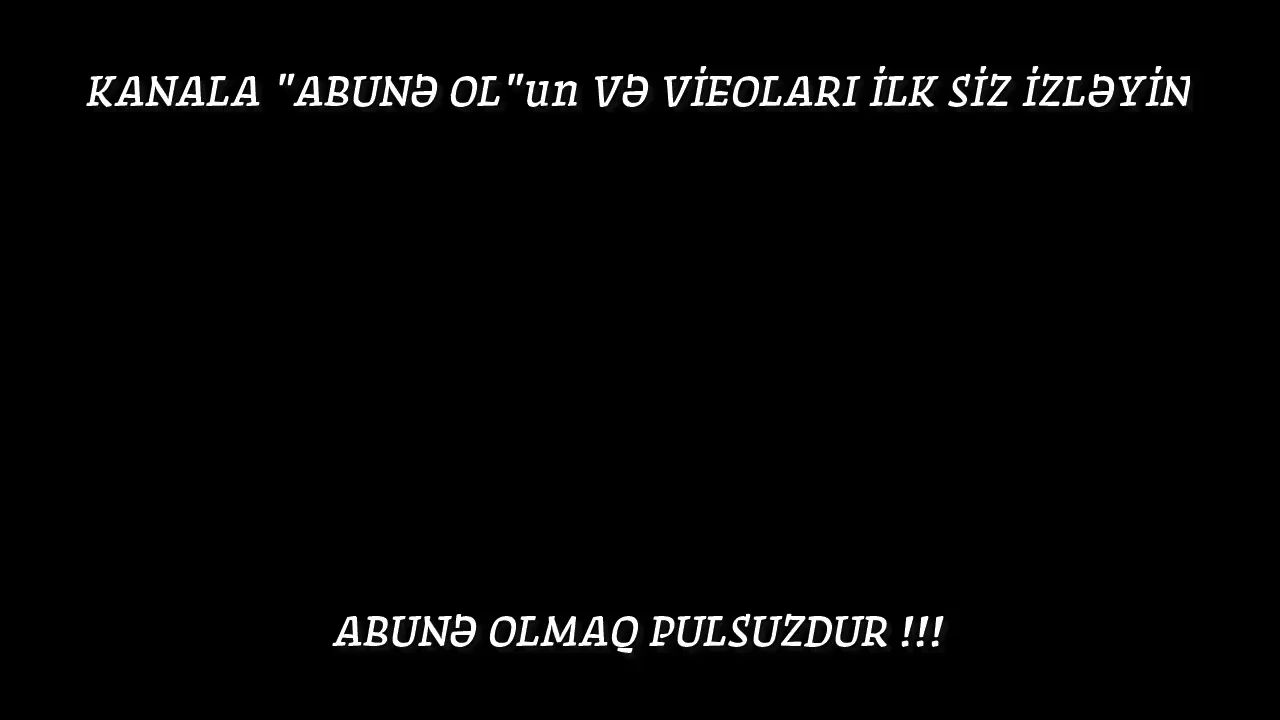 KANALA "ABUNƏ OL"un VƏ VİEOLARI İLK SİZ İZLƏYİN
ABUNƏ OLMAQ PULSUZDUR !!!